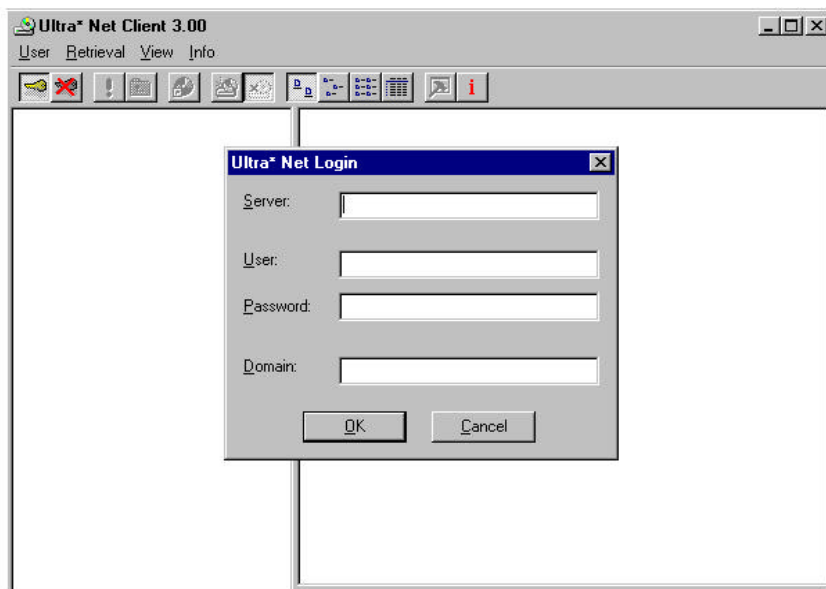 Ultra* Net Client 3.00
User Retrieval View Info
Ultra* Net Login
Server:
User:
Password:
Domain:
OK Cancel